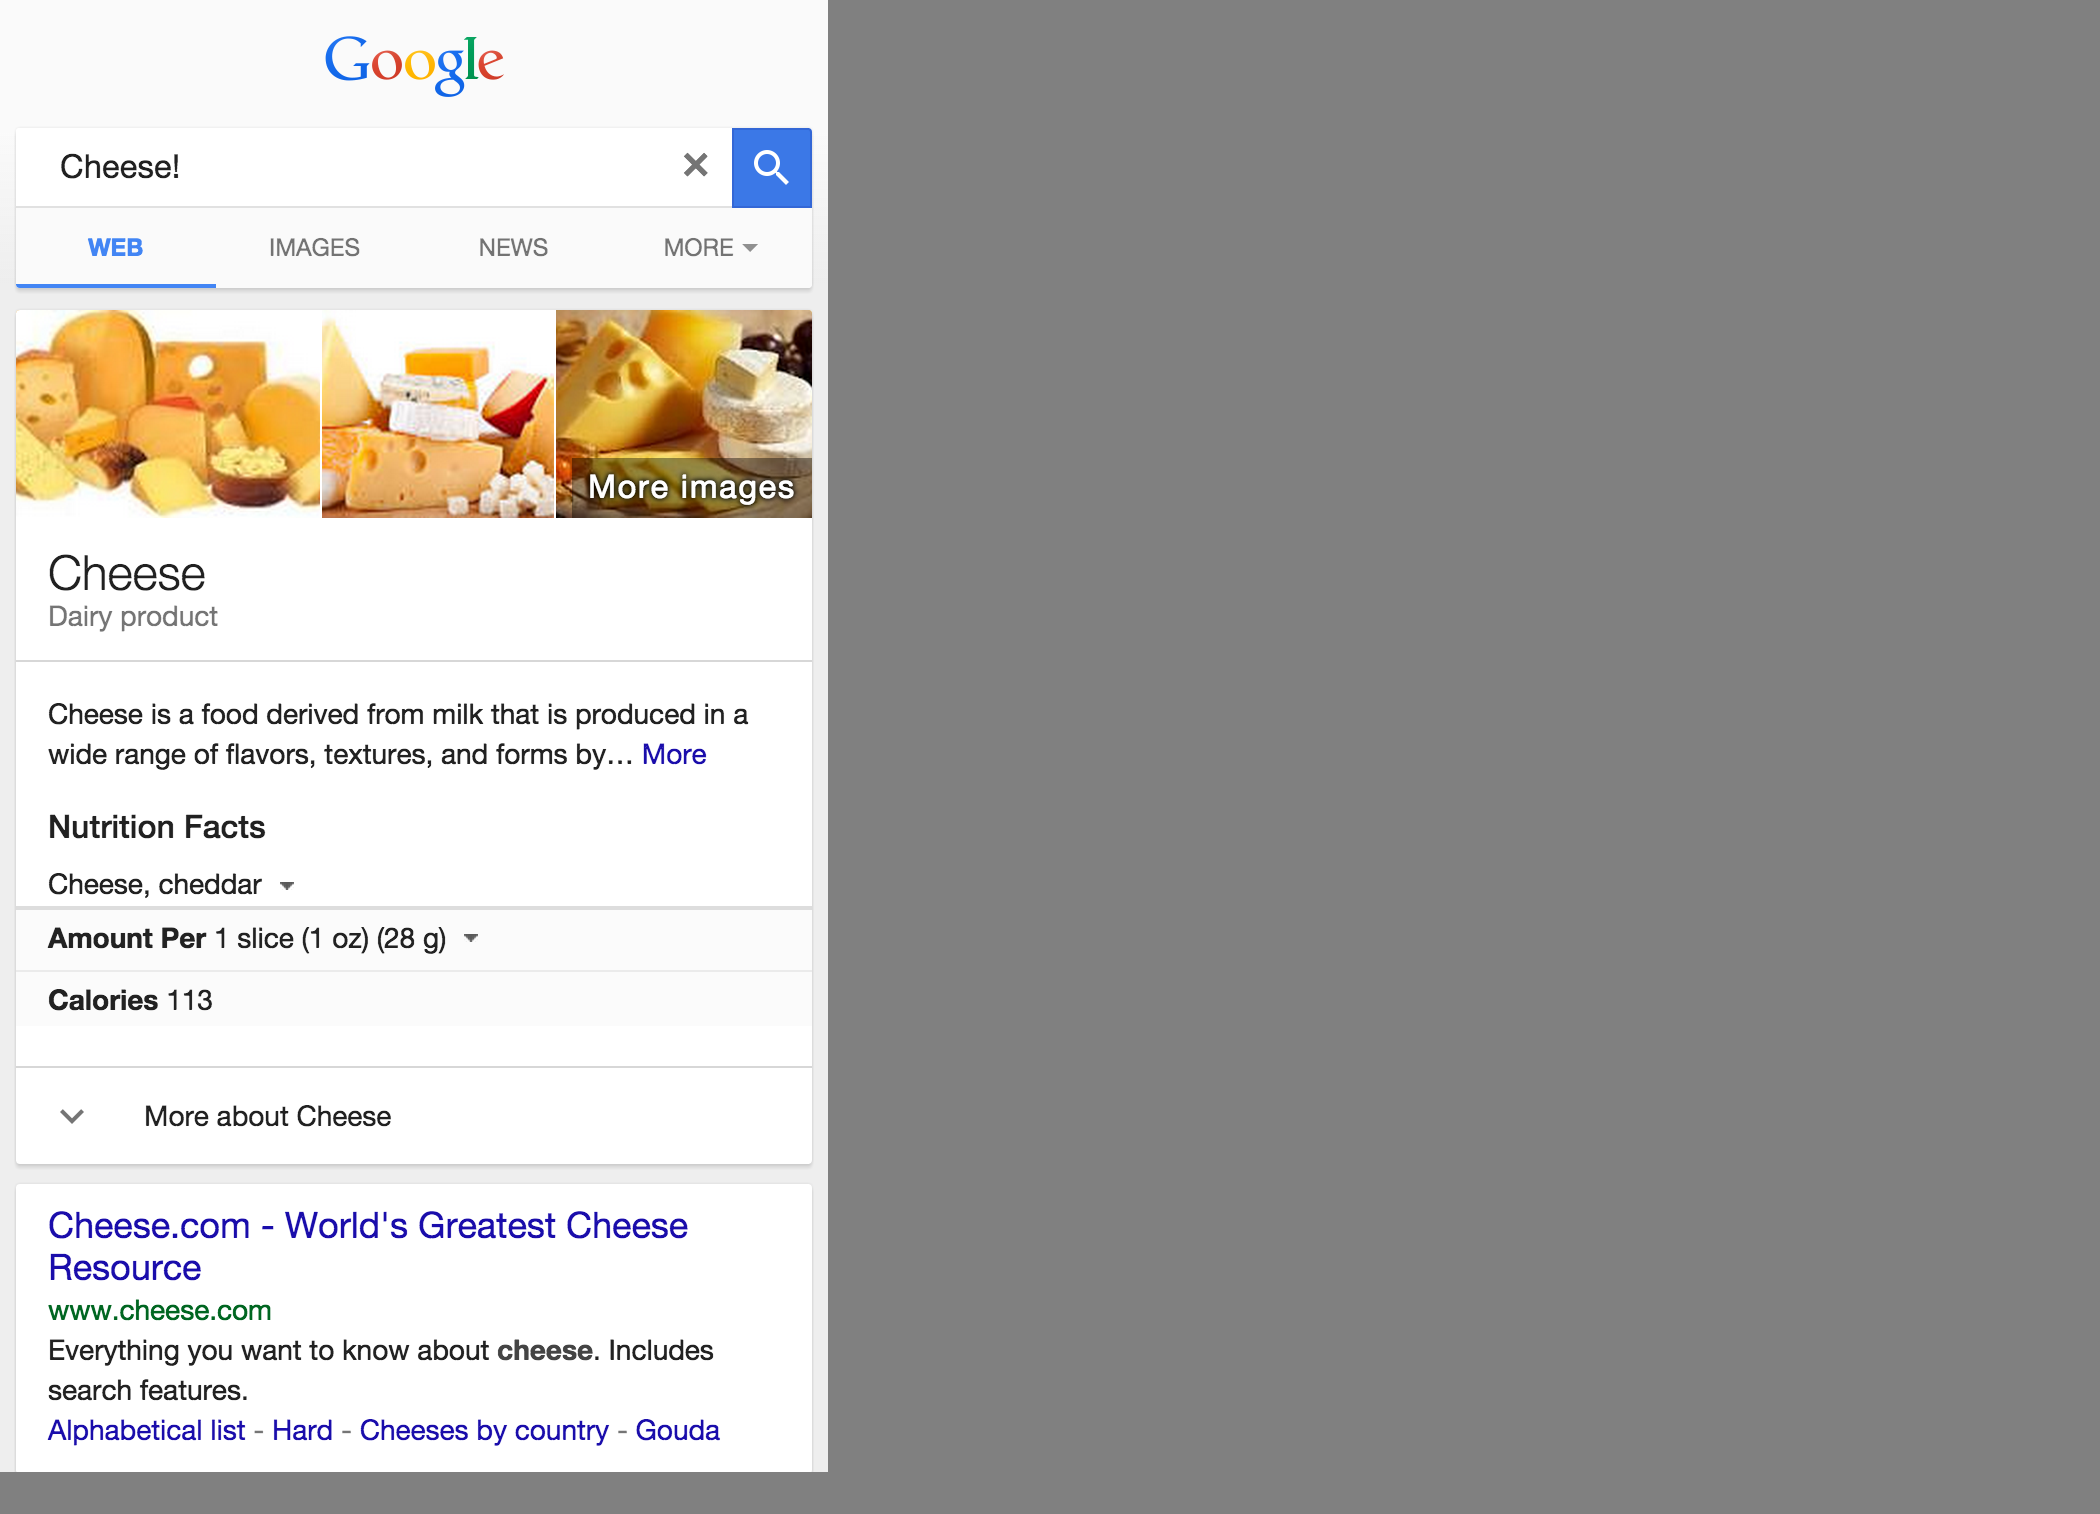 Google
Cheese!
WEB IMAGES NEWS MORE
More images
Cheese
Dairy product
Cheese is a food derived from milk that is produced in a
wide range of flavors, textures, and forms by... More
Nutrition Facts
Cheese, cheddar
Amount Per 1 slice (1 oz) (28 g)
Calories 113
More about Cheese
Cheese.com - World's Greatest Cheese
Resource
www.cheese.com
Everything you want to know about cheese. Includes
search features.
Alphabetical list - Hard - Cheeses by country - Gouda